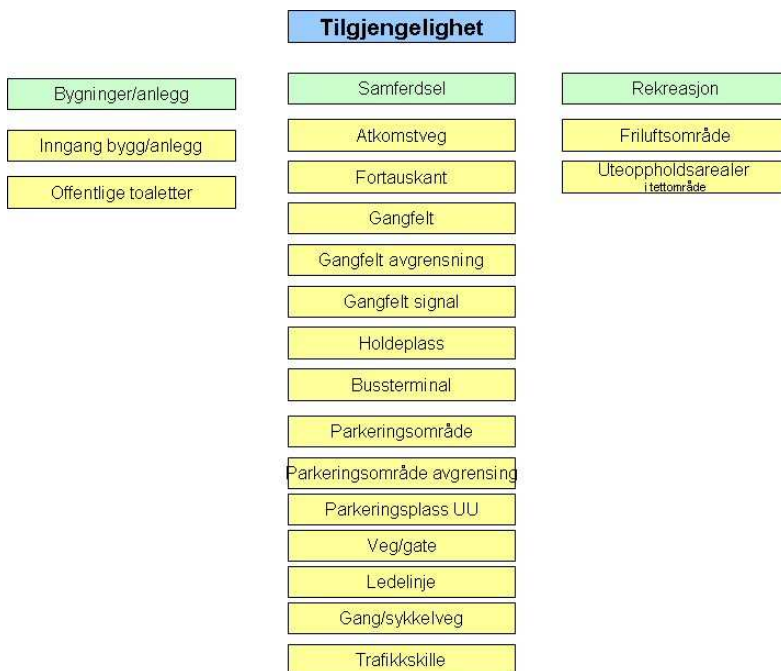 Tilgjengelighet
Bygninger/anlegg
Inngang bygg/anlegg
Offentlige toaletter
Samferdsel
Atkomstveg
Fortauskant
Gangfelt
Gangfelt avgrensning
Gangfelt signal
Holdeplass
Bussterminal
Parkeringsområde
Parkeringsområde avgrensing
Parkeringsplass UU
Veg/gate
Ledelinje
Gang/sykkelveg
Trafikkskille
Rekreasjon
Friluftsområde
Uteoppholdsarealer
i tettområde